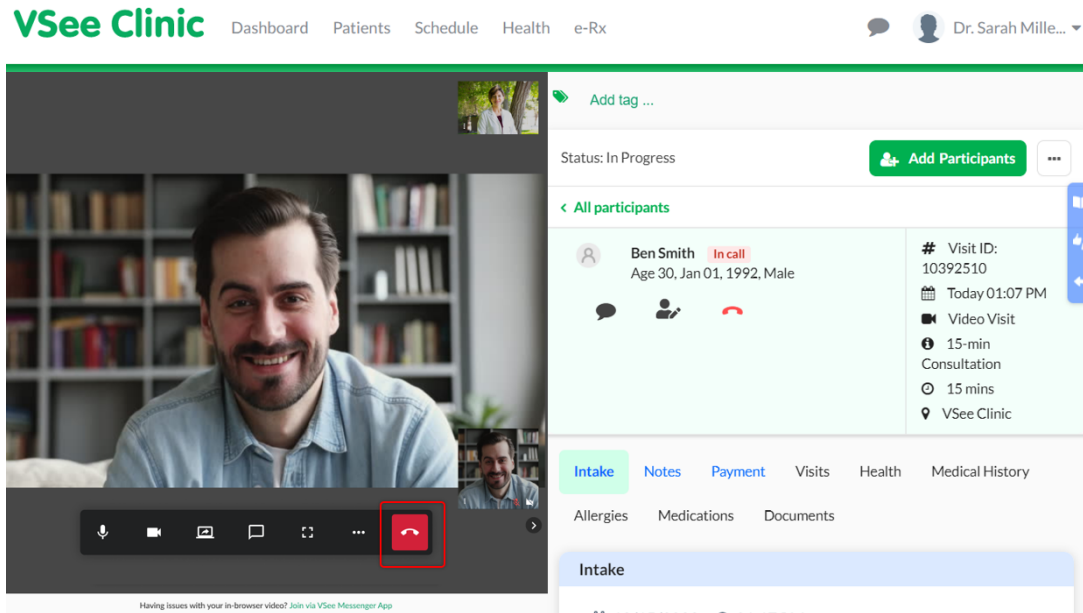 VSee Clinic
Dashboard Patients Schedule Health e-Rx
Dr. Sarah Mille...
Add tag ...
Status: In Progress
Add Participants
< All participants
Ben Smith In call
Age 30, Jan 01, 1992, Male
# Visit ID:
10392510
Today 01:07 PM
Video Visit
15-min
Consultation
15 mins
VSee Clinic
Intake Notes Payment Visits Health Medical History
Allergies Medications Documents
Intake
Having issues with your in-browser video? Join via VSee Messenger App